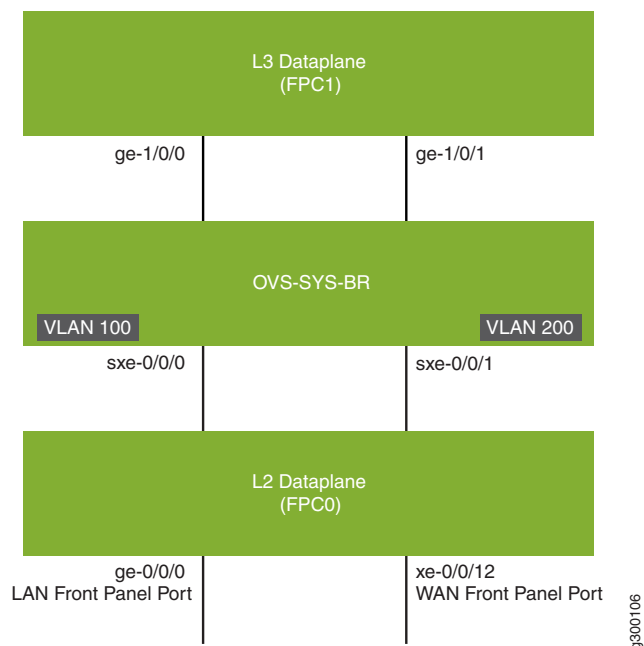 L3 Dataplane
(FPC1)
ge-1/0/0
ge-1/0/1
OVS-SYS-BR
VLAN 100
VLAN 200
sxe-0/0/0
sxe-0/0/1
L2 Dataplane
(FPC0)
ge-0/0/0
LAN Front Panel Port
xe-0/0/12
WAN Front Panel Port
g300106